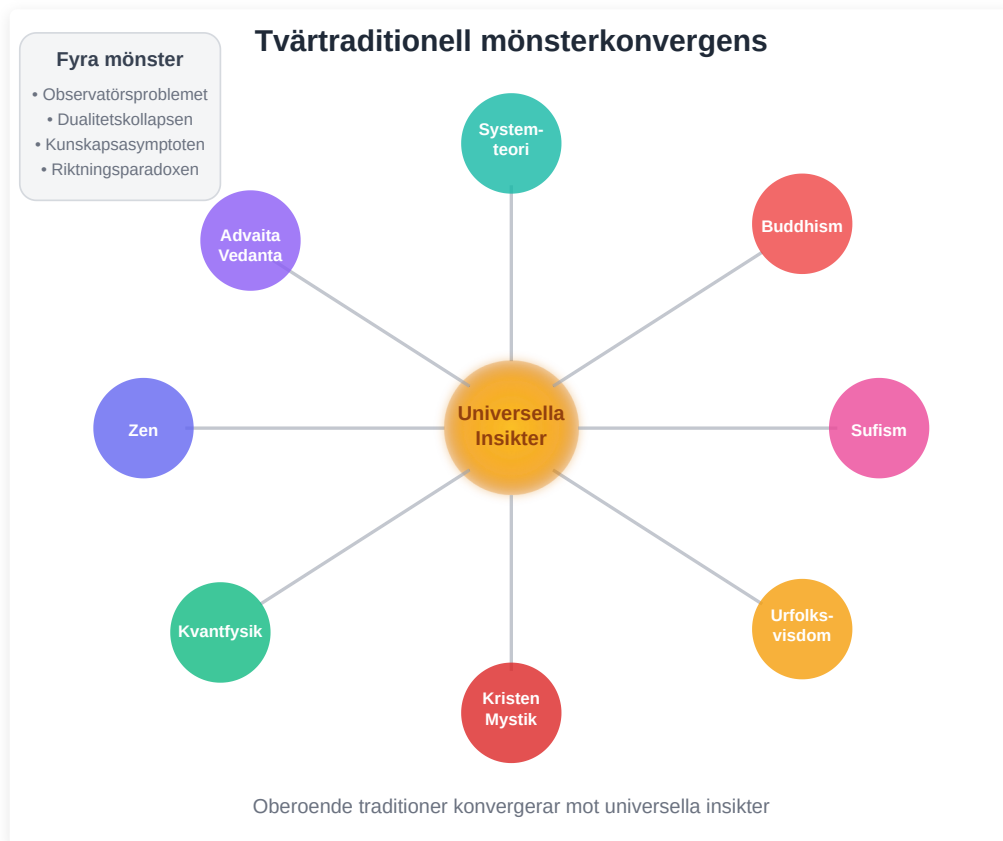 Tvärtraditionell mönsterkonvergens
Fyra mönster
• Observatörsproblemet
• Dualitetskollapsen
• Kunskapsasymptoten
• Riktningsparadoxen
System-
teori
Buddhism
Advaita
Vedanta
Universella
Insikter
Zen
Sufism
Kvantfysik
Urfolks-
visdom
Kristen
Mystik
Oberoende traditioner konvergerar mot universella insikter